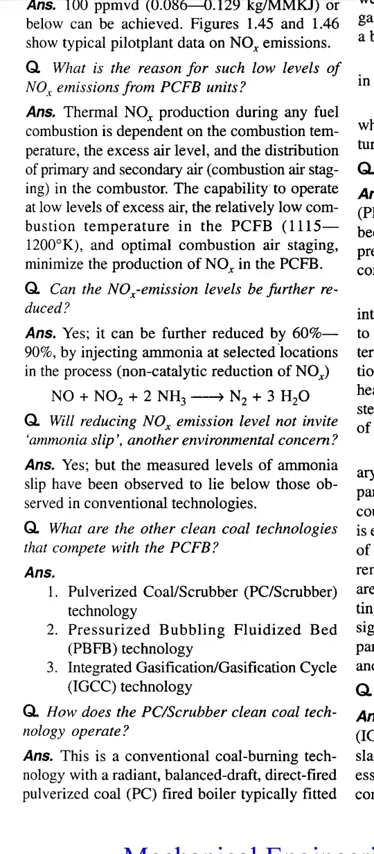 Ans. 100 ppmvd (0.086—0.129 kg/MMKJ) or
below can be achieved. Figures 1.45 and 1.46
show typical pilotplant data on NOx emissions.
Q. What is the reason for such low levels of
NOx emissions from PCFB units?
Ans. Thermal NOx production during any fuel
combustion is dependent on the combustion tem-
perature, the excess air level, and the distribution
of primary and secondary air (combustion air stag-
ing) in the combustor. The capability to operate
at low levels of excess air, the relatively low com-
bustion temperature in the PCFB (1115—
1200°K), and optimal combustion air staging,
minimize the production of NOx in the PCFB.
Q. Can the NOx-emission levels be further re-
duced?
Ans. Yes; it can be further reduced by 60%—
90%, by injecting ammonia at selected locations
in the process (non-catalytic reduction of NOx)
NO + NO2 + 2 NH3 ⟶ N2 + 3 H2O
Q. Will reducing NOx emission level not invite
‘ammonia slip’, another environmental concern?
Ans. Yes; but the measured levels of ammonia
slip have been observed to lie below those ob-
served in conventional technologies.
Q. What are the other clean coal technologies
that compete with the PCFB?
Ans.
1. Pulverized Coal/Scrubber (PC/Scrubber)
technology
2. Pressurized Bubbling Fluidized Bed
(PBFB) technology
3. Integrated Gasification/Gasification Cycle
(IGCC) technology
Q. How does the PC/Scrubber clean coal tech-
nology operate?
Ans. This is a conventional coal-burning tech-
nology with a radiant, balanced-draft, direct-fired
pulverized coal (PC) fired boiler typically fitted